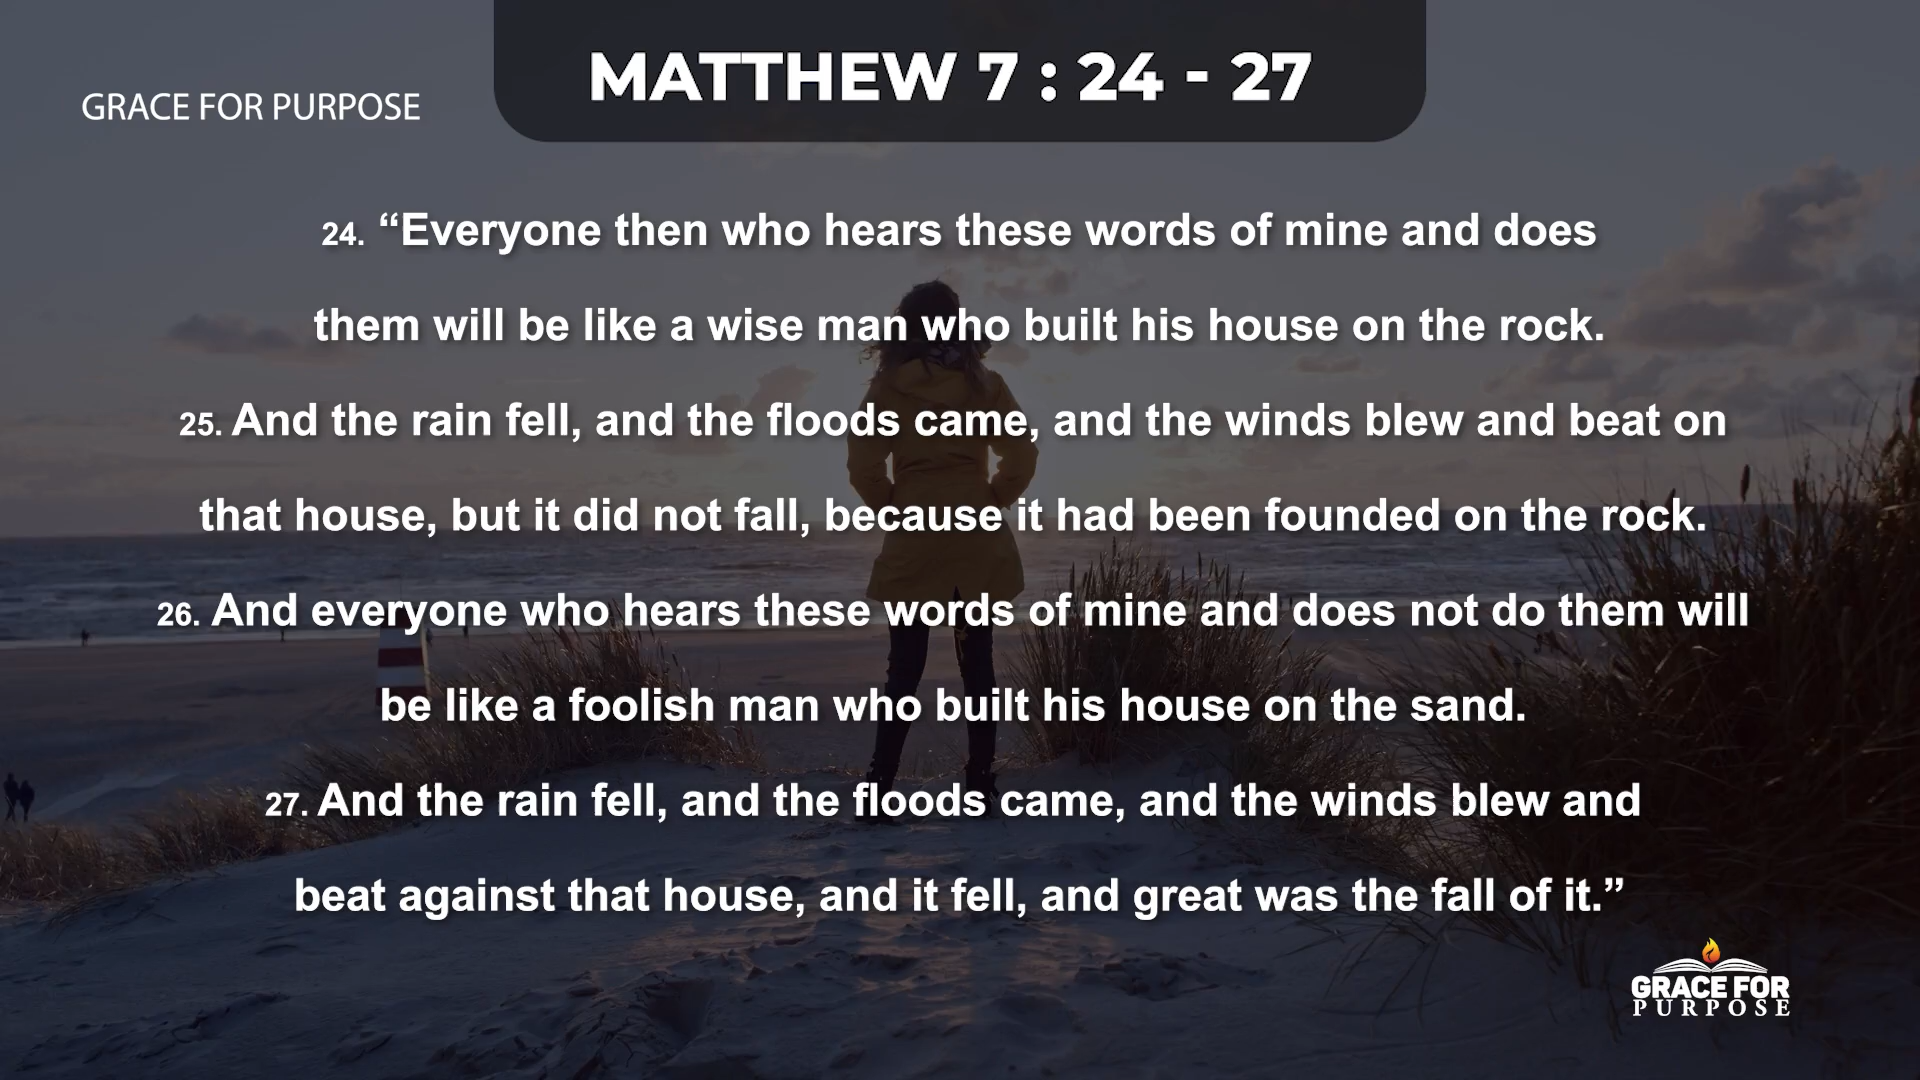 MATTHEW 7 : 24 - 27
GRACE FOR PURPOSE
24. “Everyone then who hears these words of mine and does
them will be like a wise man who built his house on the rock.
25. And the rain fell, and the floods came, and the winds blew and beat on
that house, but it did not fall, because it had been founded on the rock.
26. And everyone who hears these words of mine and does not do them will
be like a foolish man who built his house on the sand.
27. And the rain fell, and the floods came, and the winds blew and
beat against that house, and it fell, and great was the fall of it.”
GRACE FOR
PURPOSE